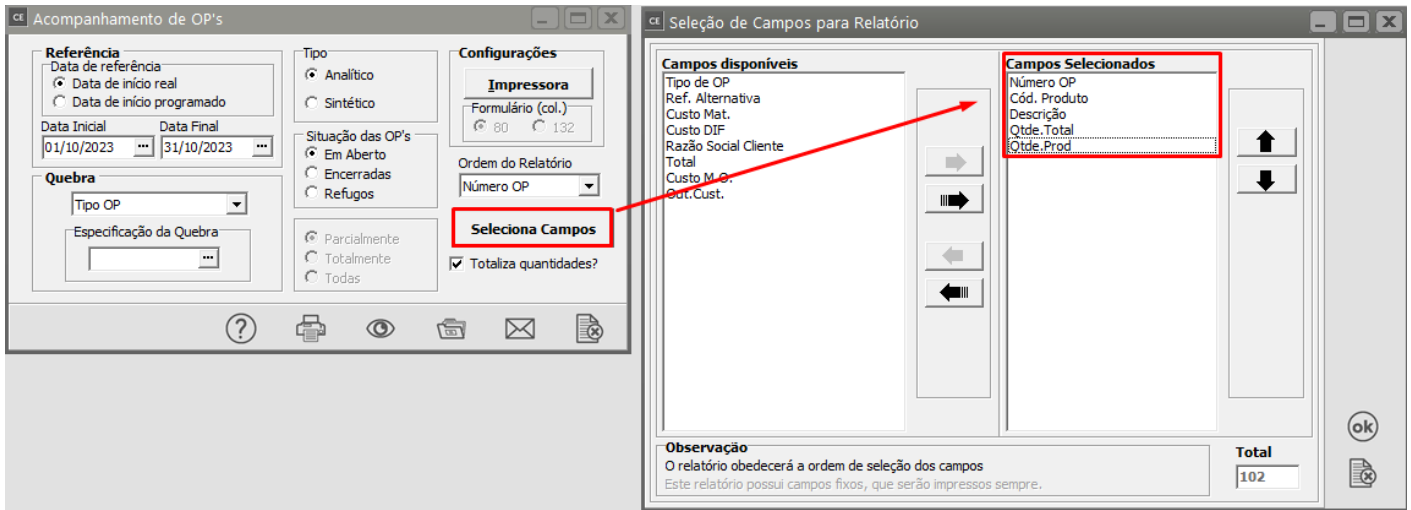 CE Acompanhamento de OP's
Referência
Data de referência
Data de início real
Data de início programado
Data Inicial Data Final
01/10/2023 ... 31/10/2023 ...
Quebra
Tipo OP
Especificação da Quebra
...
Tipo
Analítico
Sintético
Situação das OP's
Em Aberto
Encerradas
Refugos
Parcialmente
Totalmente
Todas
Configurações
Impressora
Formulário (col.)
80 132
Ordem do Relatório
Número OP
Seleciona Campos
Totaliza quantidades?
?
CE Seleção de Campos para Relatório
Campos disponíveis
Tipo de OP
Ref. Alternativa
Custo Mat.
Custo DIF
Razão Social Cliente
Total
Custo M.O.
Out.Cust.
Campos Selecionados
Número OP
Cód. Produto
Descrição
Qtde.Total
Qtde.Prod
Observação
O relatório obedecerá a ordem de seleção dos campos
Este relatório possui campos fixos, que serão impressos sempre.
Total
102
ok